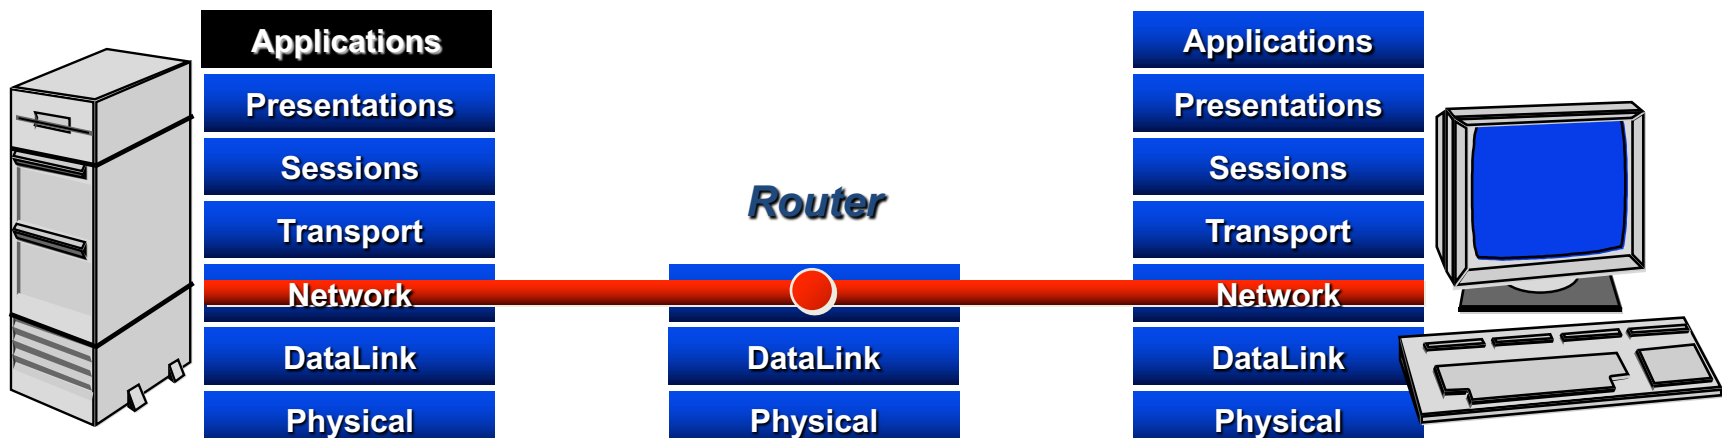 Applications
Presentations
Sessions
Transport
Network
DataLink
Physical
Router
DataLink
Physical
Applications
Presentations
Sessions
Transport
Network
DataLink
Physical